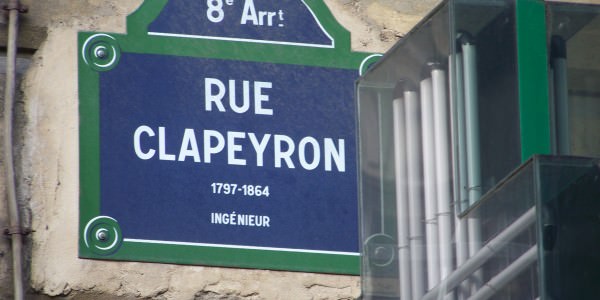 8e Arrt
RUE
CLAPEYRON
1797-1864
INGÉNIEUR